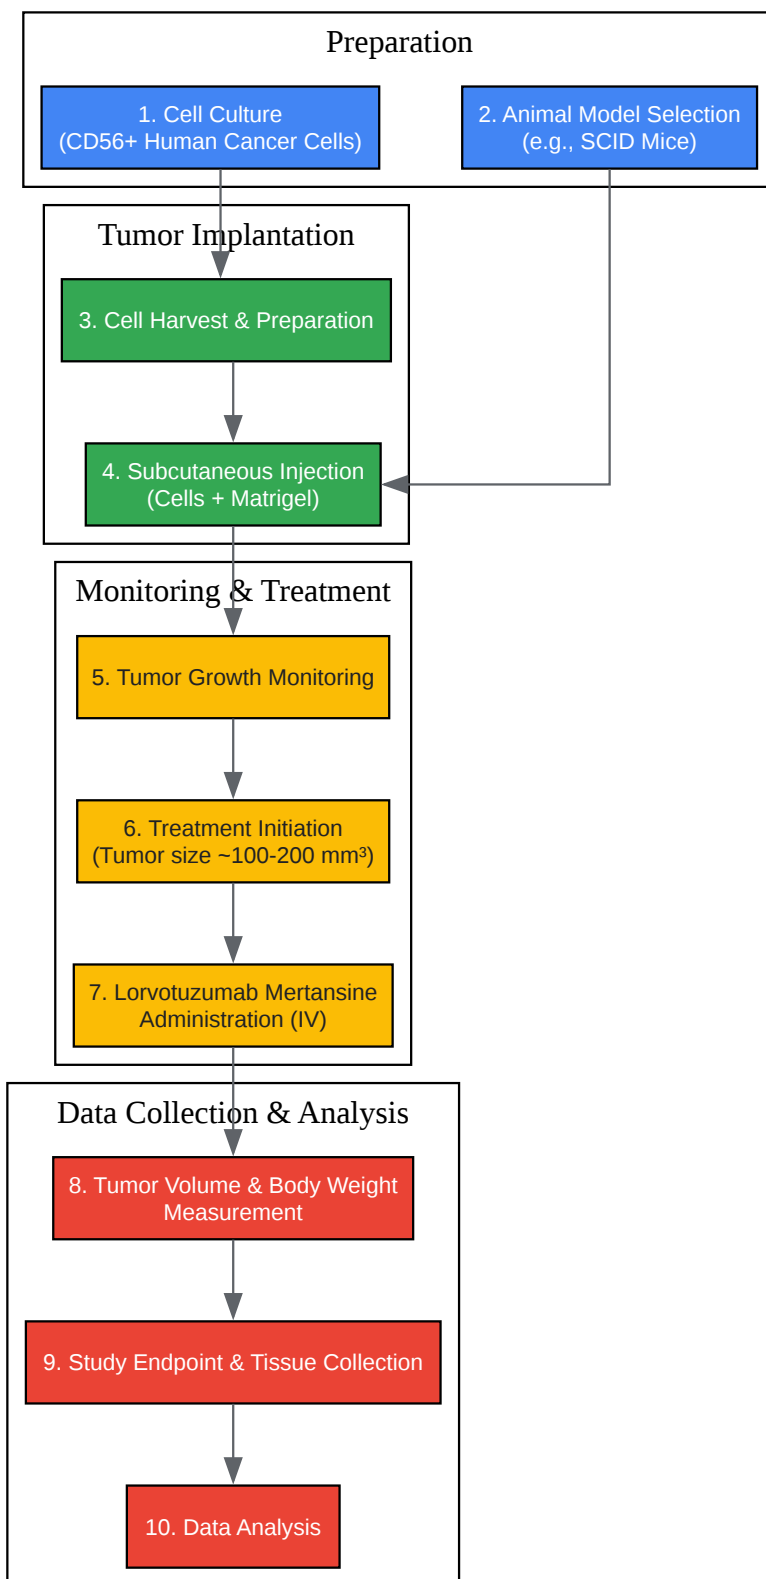 Preparation
1. Cell Culture
(CD56+ Human Cancer Cells)
2. Animal Model Selection
(e.g., SCID Mice)
Tumor Implantation
3. Cell Harvest & Preparation
4. Subcutaneous Injection
(Cells + Matrigel)
Monitoring & Treatment
5. Tumor Growth Monitoring
6. Treatment Initiation
(Tumor size ~100-200 mm³)
7. Lorvotuzumab Mertansine
Administration (IV)
Data Collection & Analysis
8. Tumor Volume & Body Weight
Measurement
9. Study Endpoint & Tissue Collection
10. Data Analysis